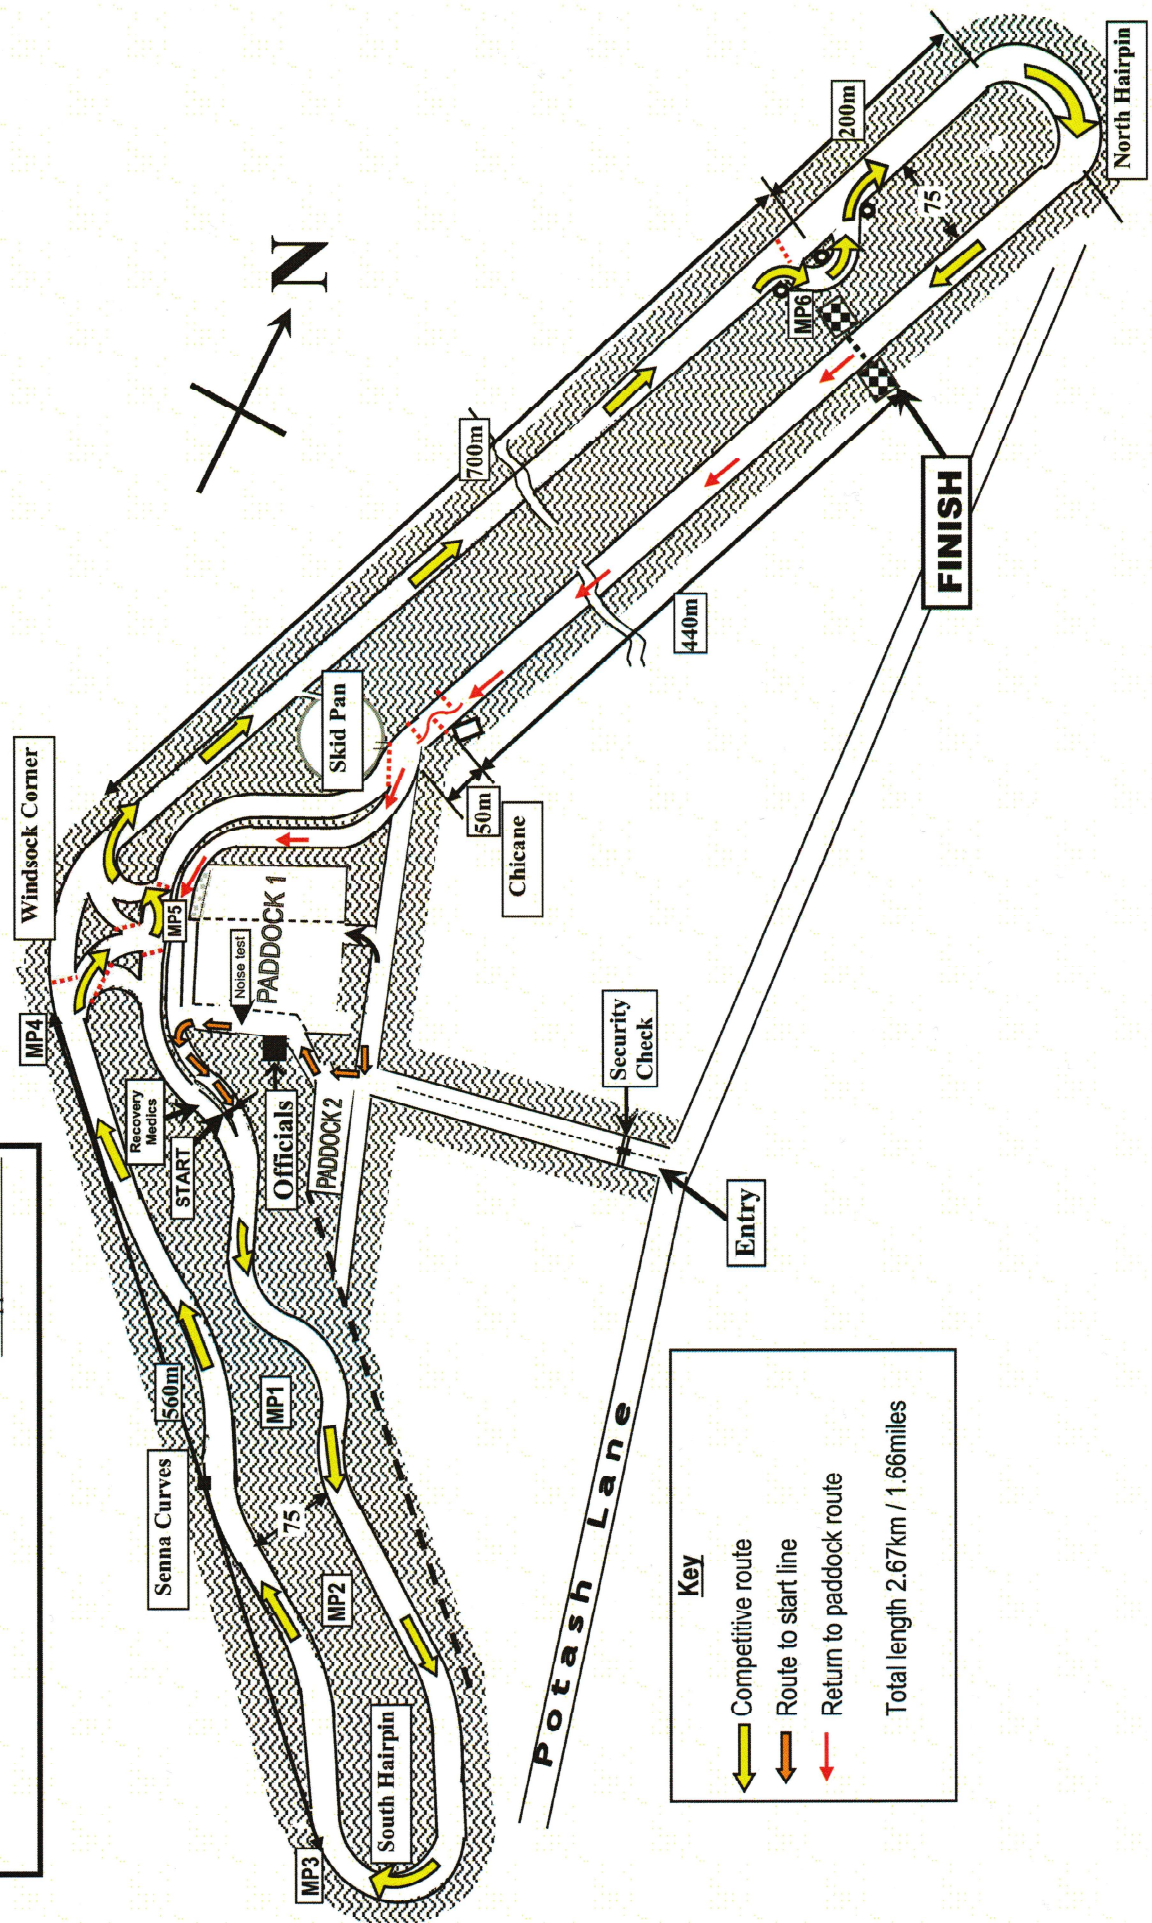 Windsock Corner
MP4
Recovery
Medics
START
MP5
Noise test
PADDOCK 1
Officials
PADDOCK 2
Skid Pan
700m
200m
75
MP6
North Hairpin
N
FINISH
440m
50m
Chicane
Security
Check
Entry
560m
Senna Curves
MP1
75
MP2
South Hairpin
MP3
Potash Lane
Key
Competitive route
Route to start line
Return to paddock route
Total length 2.67km / 1.66miles